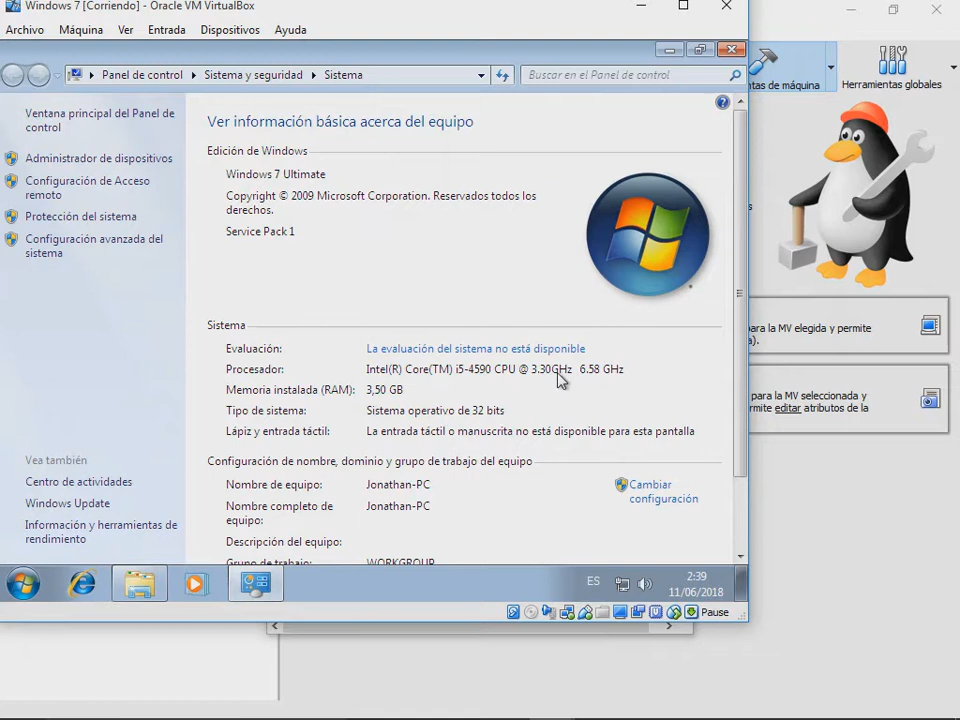 Windows 7 [Corriendo] - Oracle VM VirtualBox
Archivo Máquina Ver Entrada Dispositivos Ayuda
Panel de control Sistema y seguridad Sistema
Buscar en el Panel de control
Ventana principal del Panel de
control
Administrador de dispositivos
Configuración de Acceso
remoto
Protección del sistema
Configuración avanzada del
sistema
Vea también
Centro de actividades
Windows Update
Información y herramientas de
rendimiento
Ver información básica acerca del equipo
Edición de Windows
Windows 7 Ultimate
Copyright © 2009 Microsoft Corporation. Reservados todos los
derechos.
Service Pack 1
Sistema
Evaluación: La evaluación del sistema no está disponible
Procesador: Intel(R) Core(TM) i5-4590 CPU @ 3.30GHz 6.58 GHz
Memoria instalada (RAM): 3,50 GB
Tipo de sistema: Sistema operativo de 32 bits
Lápiz y entrada táctil: La entrada táctil o manuscrita no está disponible para esta pantalla
Configuración de nombre, dominio y grupo de trabajo del equipo
Nombre de equipo: Jonathan-PC
Cambiar
configuración
Nombre completo de
equipo:
Jonathan-PC
Descripción del equipo:
Grupo de trabajo: WORKGROUP
ES
2:39
11/06/2018
Pause
tas de máquina
Herramientas globales
para la MV elegida y permite
para la MV seleccionada y
ermite editar atributos de la